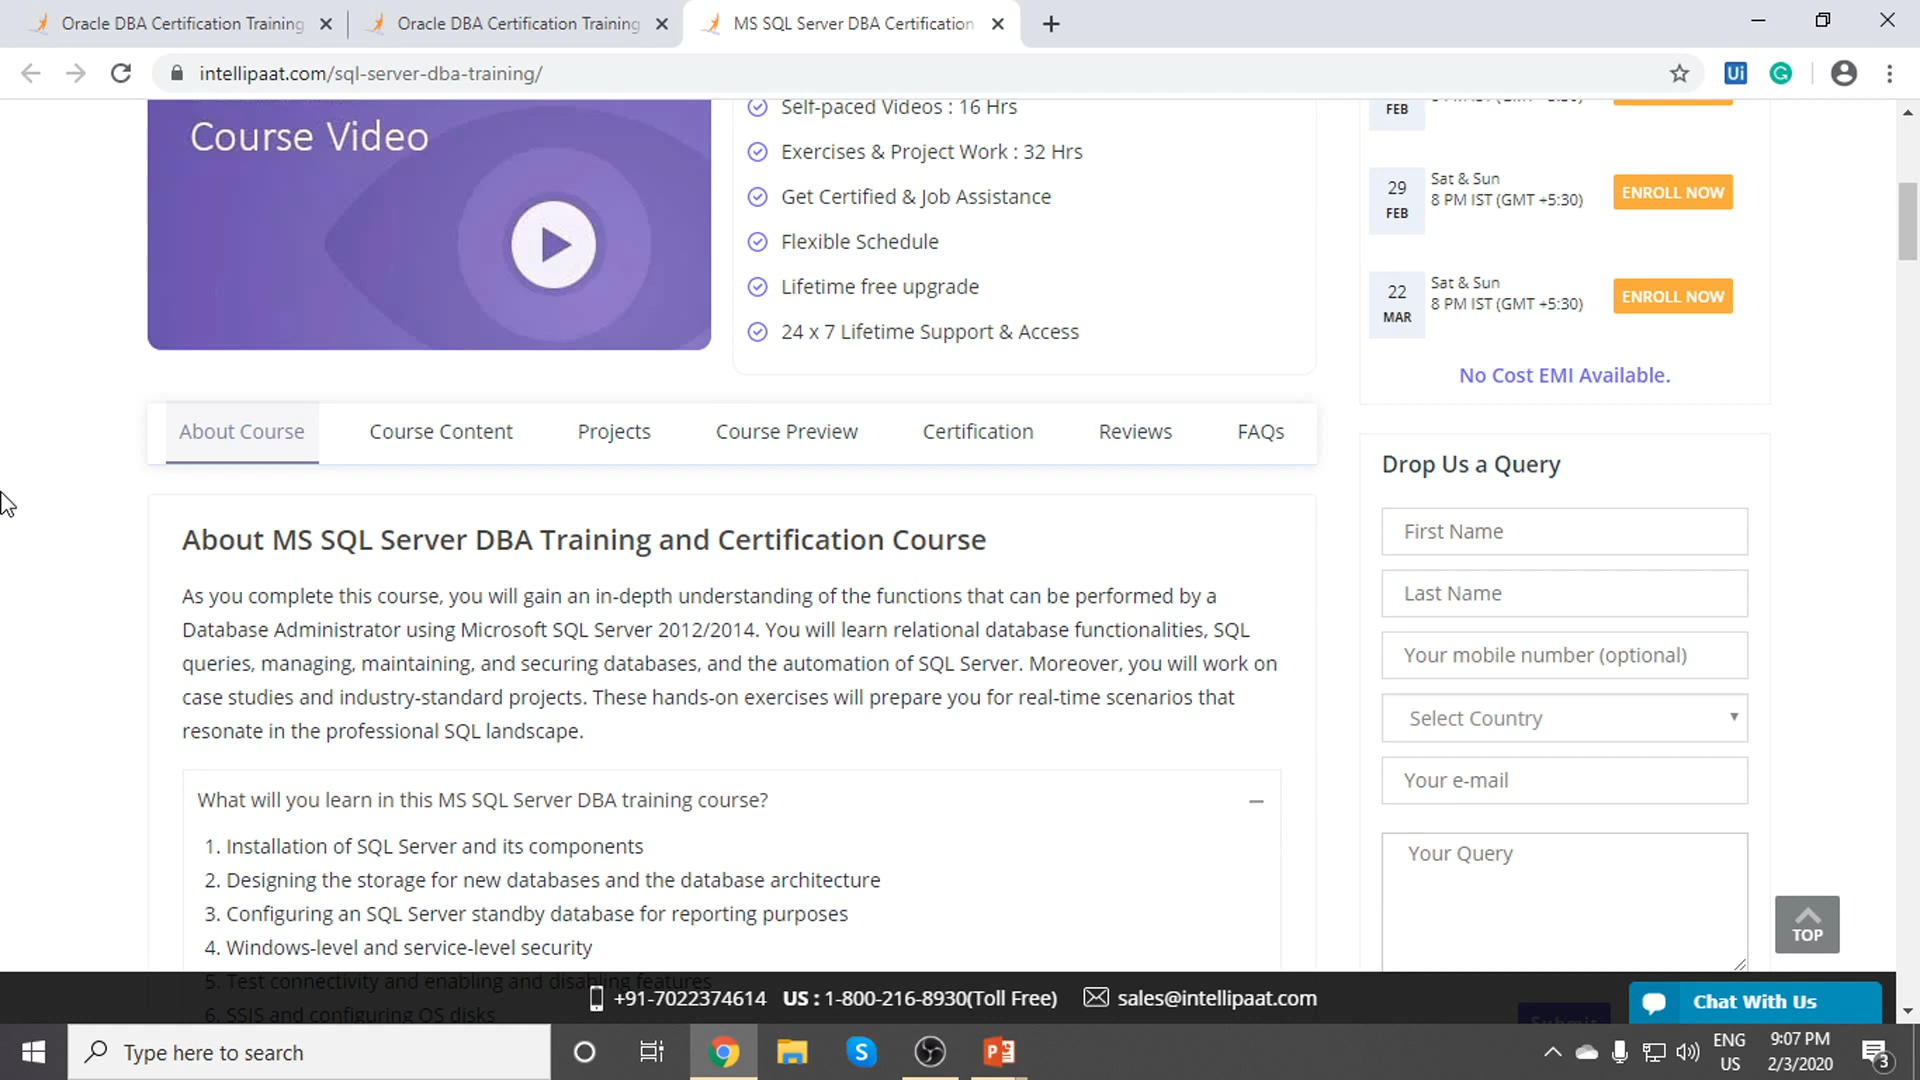 Oracle DBA Certification Training
Oracle DBA Certification Training
MS SQL Server DBA Certification
intellipaat.com/sql-server-dba-training/
Course Video
Self-paced Videos : 16 Hrs
Exercises & Project Work : 32 Hrs
Get Certified & Job Assistance
Flexible Schedule
Lifetime free upgrade
24 x 7 Lifetime Support & Access
FEB
29
FEB
Sat & Sun
8 PM IST (GMT +5:30)
ENROLL NOW
22
MAR
Sat & Sun
8 PM IST (GMT +5:30)
ENROLL NOW
No Cost EMI Available.
About Course
Course Content
Projects
Course Preview
Certification
Reviews
FAQs
About MS SQL Server DBA Training and Certification Course
As you complete this course, you will gain an in-depth understanding of the functions that can be performed by a
Database Administrator using Microsoft SQL Server 2012/2014. You will learn relational database functionalities, SQL
queries, managing, maintaining, and securing databases, and the automation of SQL Server. Moreover, you will work on
case studies and industry-standard projects. These hands-on exercises will prepare you for real-time scenarios that
resonate in the professional SQL landscape.
What will you learn in this MS SQL Server DBA training course?
1. Installation of SQL Server and its components
2. Designing the storage for new databases and the database architecture
3. Configuring an SQL Server standby database for reporting purposes
4. Windows-level and service-level security
5. Test connectivity and enabling and disabling features
6. SSIS and configuring OS disks
Drop Us a Query
First Name
Last Name
Your mobile number (optional)
Select Country
Your e-mail
Your Query
Submit
TOP
+91-7022374614 US : 1-800-216-8930(Toll Free) sales@intellipaat.com
Chat With Us
Type here to search
ENG
US
9:07 PM
2/3/2020
3